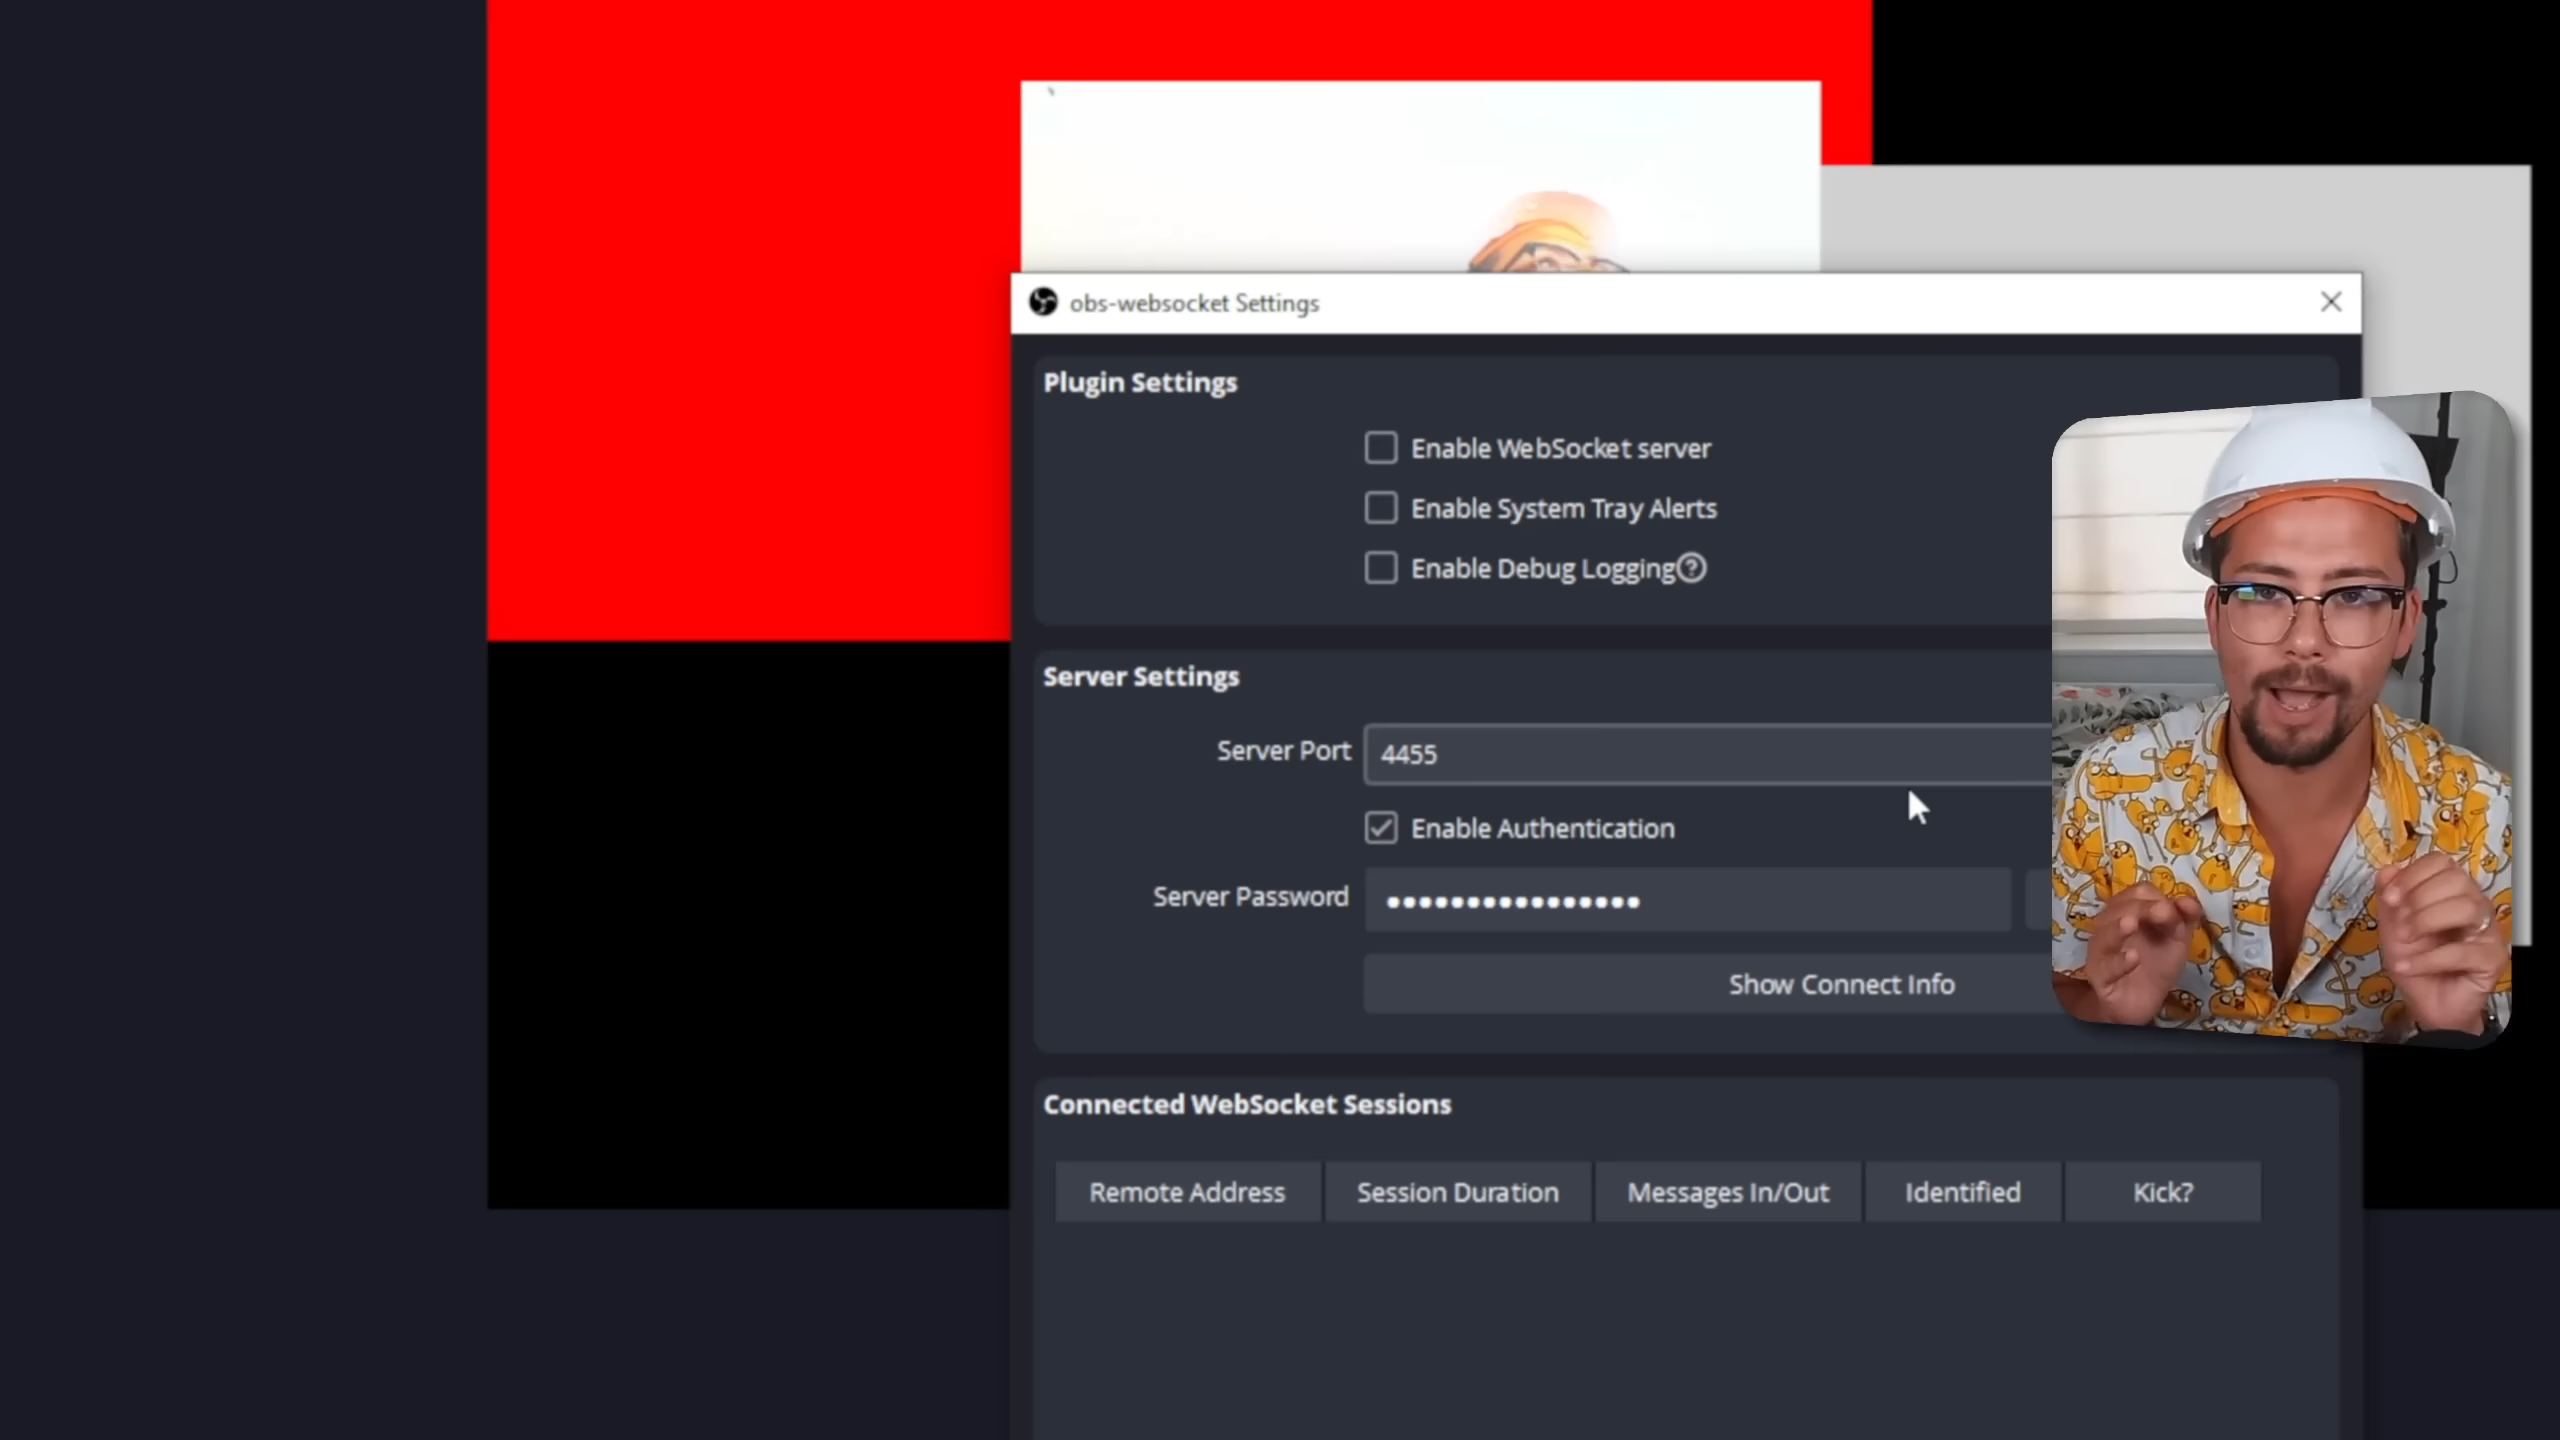 obs-websocket Settings
Plugin Settings
Enable WebSocket server
Enable System Tray Alerts
Enable Debug Logging
Server Settings
Server Port 4455
Enable Authentication
Server Password ••••••••••••••••
Show Connect Info
Connected WebSocket Sessions
Remote Address Session Duration Messages In/Out Identified Kick?